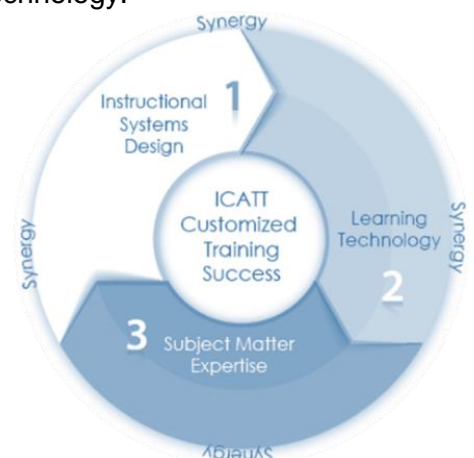 echnology.
Synergy
Instructional 1
Systems
Design
ICATT
Customized
Training
Success
Learning
Technology
2
Synergy
Synergy
3 Subject Matter
Expertise
Synergy